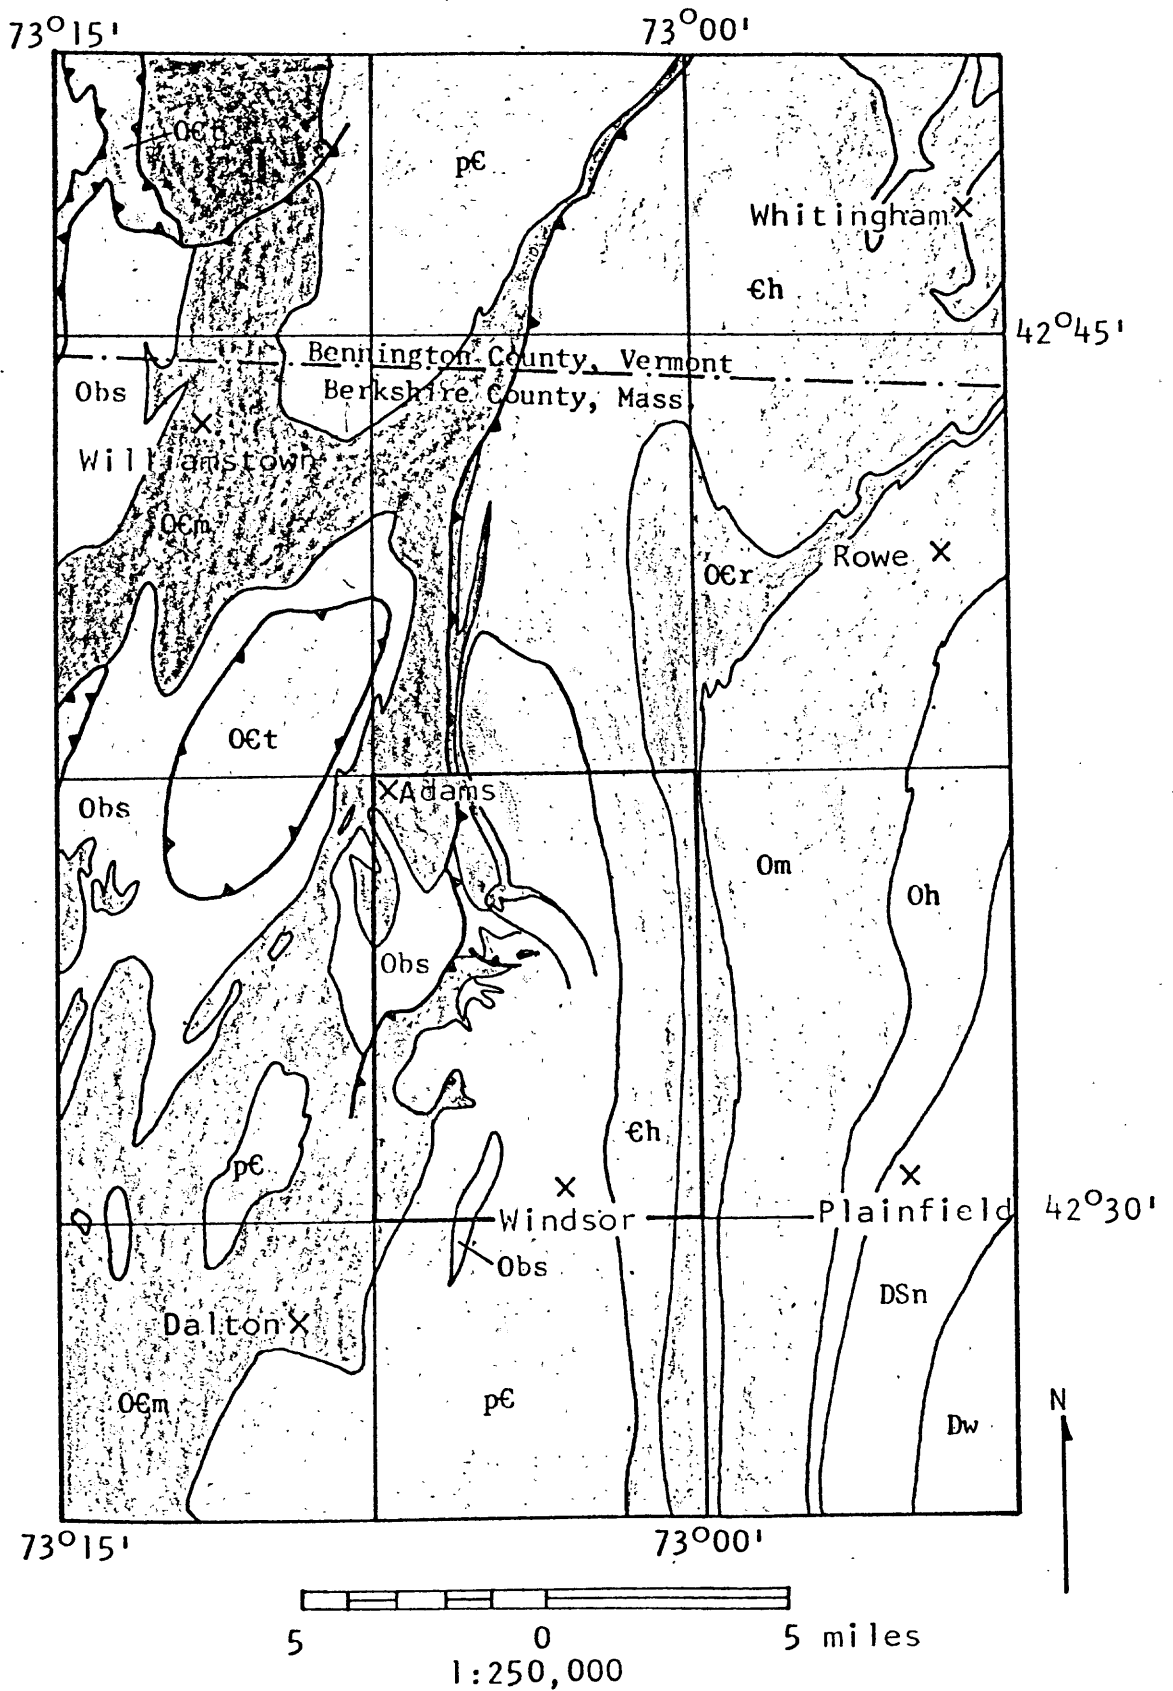 73°15'
73°00'
O€t
p€
Whitingham
€h
42°45'
Bennington County, Vermont
Berkshire County, Mass.
Obs
Williamstown
O€m
Rowe
O€r
O€t
Adams
Obs
Om
Oh
Obs
€h
p€
Windsor
Plainfield
42°30'
Obs
DSn
Dalton
O€m
p€
Dw
N
73°15'
73°00'
5 0 5 miles
1:250,000